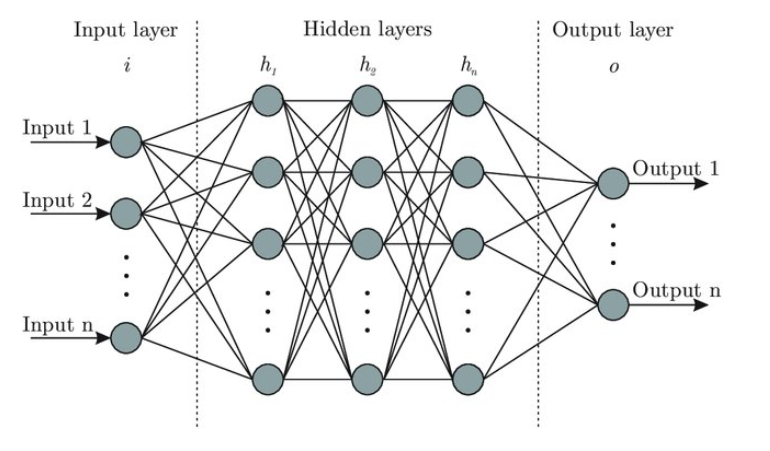 Input layer
Hidden layers
Output layer
i
h₁
h₂
hₙ
o
Input 1
Input 2
Input n
Output 1
Output n